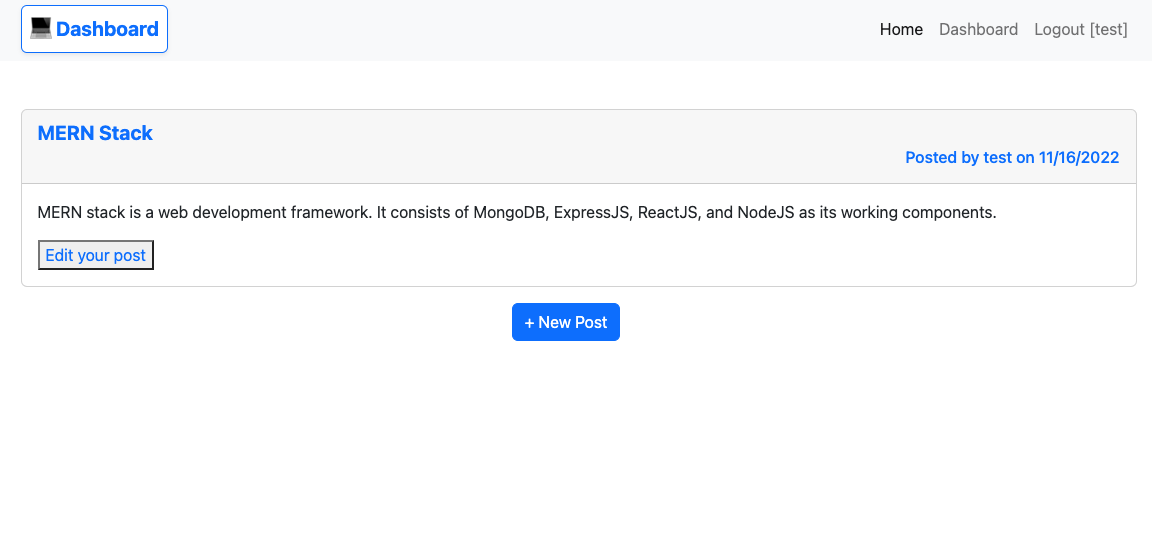 Dashboard
Home Dashboard Logout [test]
MERN Stack
Posted by test on 11/16/2022
MERN stack is a web development framework. It consists of MongoDB, ExpressJS, ReactJS, and NodeJS as its working components.
Edit your post
+ New Post